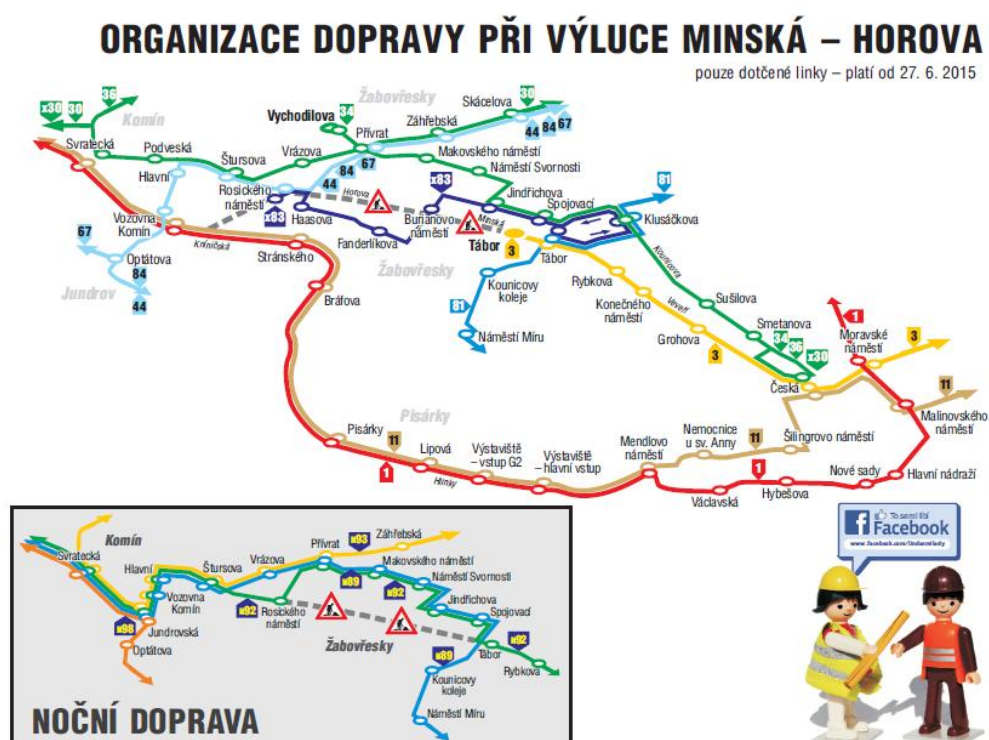 ORGANIZACE DOPRAVY PŘI VÝLUCE MINSKÁ – HOROVA
pouze dotčené linky – platí od 27. 6. 2015
x30
30
36
Komín
Svratecká
Podveská
Hlavní
Štursova
Vrázova
Vychodilova
34
Žabovřesky
Přívrat
Záhřebská
Skácelova
30
44
84
67
67
84
44
Makovského náměstí
Náměstí Svornosti
Rosického
náměstí
x83
Haasova
Horova
Fanderlíkova
x83
Burianovo
náměstí
Minská
Jindřichova
Spojovací
81
Klusáčkova
Vozovna
Komín
67
Optátova
84
44
Jundrov
Kníničská
Stránského
Bráfova
Žabovřesky
Tábor
3
Tábor
Kounicovy
koleje
81
Náměstí Míru
Rybkova
Konečného
náměstí
Veveří
Grohova
3
Kounicova
Sušilova
Smetanova
34
36
x30
Česká
1
Moravské
náměstí
3
11
Malinovského
náměstí
Pisárky
Pisárky
11
1
Lipová
Hlinky
Výstaviště
– vstup G2
Výstaviště
– hlavní vstup
Mendlovo
náměstí
Nemocnice
u sv. Anny
11
Šilingrovo náměstí
Václavská
1
Hybešova
Nové sady
Hlavní nádraží
To se mi líbí
Facebook
Komín
Svratecká
Hlavní
Vozovna
Komín
Štursova
Vrázova
Přívrat
N93
Záhřebská
N89
Makovského náměstí
N92
Náměstí Svornosti
Jindřichova
Spojovací
N92
Rosického
náměstí
N98
Jundrovská
Optátova
Žabovřesky
N89
Tábor
N92
Rybkova
Kounicovy
koleje
Náměstí Míru
NOČNÍ DOPRAVA